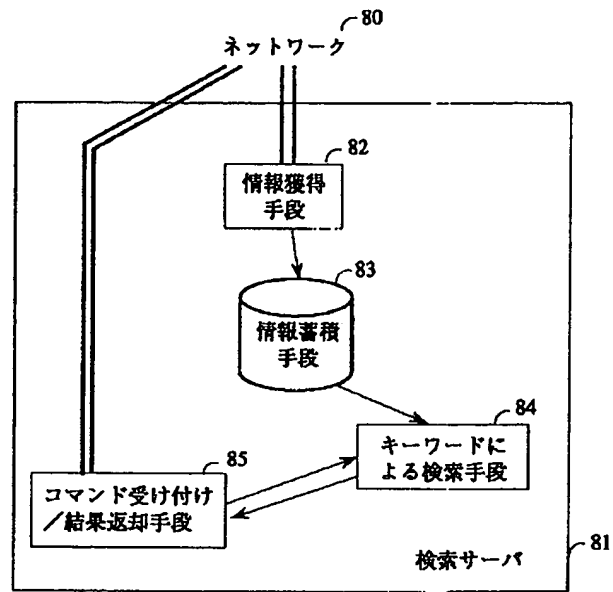 80
ネットワーク
82
情報獲得
手段
83
情報蓄積
手段
84
キーワードに
よる検索手段
85
コマンド受け付け
／結果返却手段
81
検索サーバ